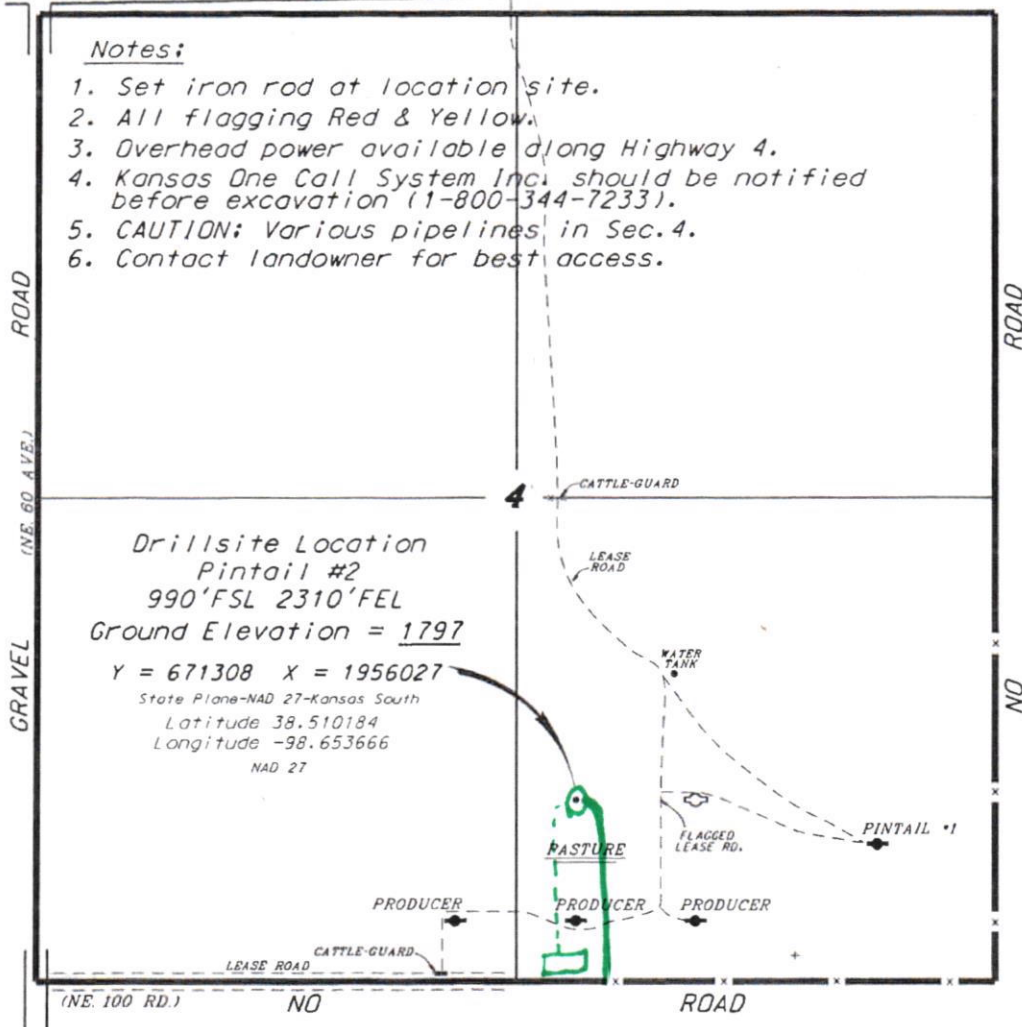 Notes:
1. Set iron rod at location site.
2. All flagging Red & Yellow.
3. Overhead power available along Highway 4.
4. Kansas One Call System Inc. should be notified
before excavation (1-800-344-7233).
5. CAUTION: Various pipelines in Sec. 4.
6. Contact landowner for best access.
ROAD
ROAD
(NE. 60 AVE.)
GRAVEL
4
CATTLE-GUARD
LEASE
ROAD
Drillsite Location
Pintail #2
990'FSL 2310'FEL
Ground Elevation = 1797
Y = 671308 X = 1956027
State Plane-NAD 27-Kansas South
Latitude 38.510184
Longitude -98.653666
NAD 27
WATER
TANK
NO
PINTAIL #1
FLAGGED
LEASE RD.
PASTURE
PRODUCER
PRODUCER
PRODUCER
CATTLE-GUARD
LEASE ROAD
(NE. 100 RD.)
NO
ROAD